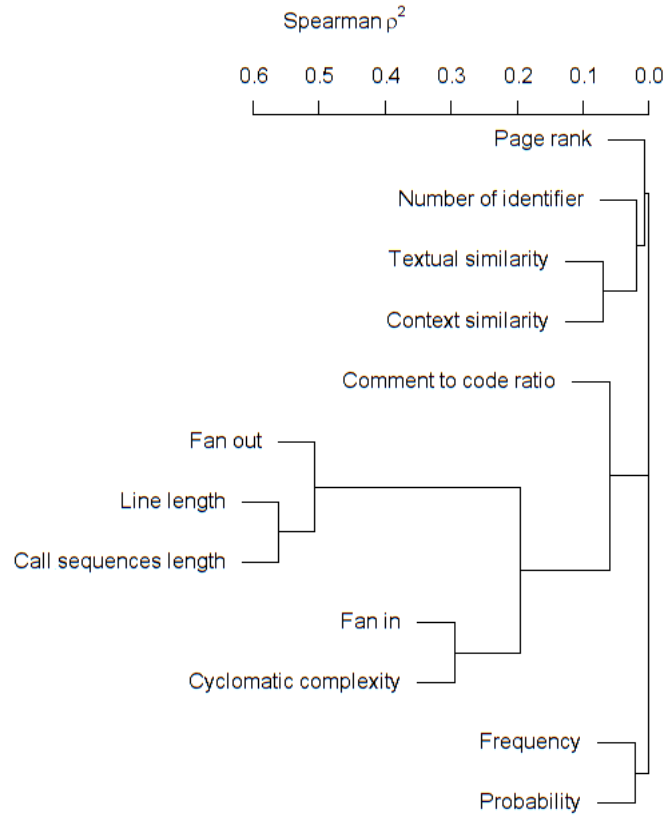 Spearman ρ²
0.6 0.5 0.4 0.3 0.2 0.1 0.0
Page rank
Number of identifier
Textual similarity
Context similarity
Comment to code ratio
Fan out
Line length
Call sequences length
Fan in
Cyclomatic complexity
Frequency
Probability